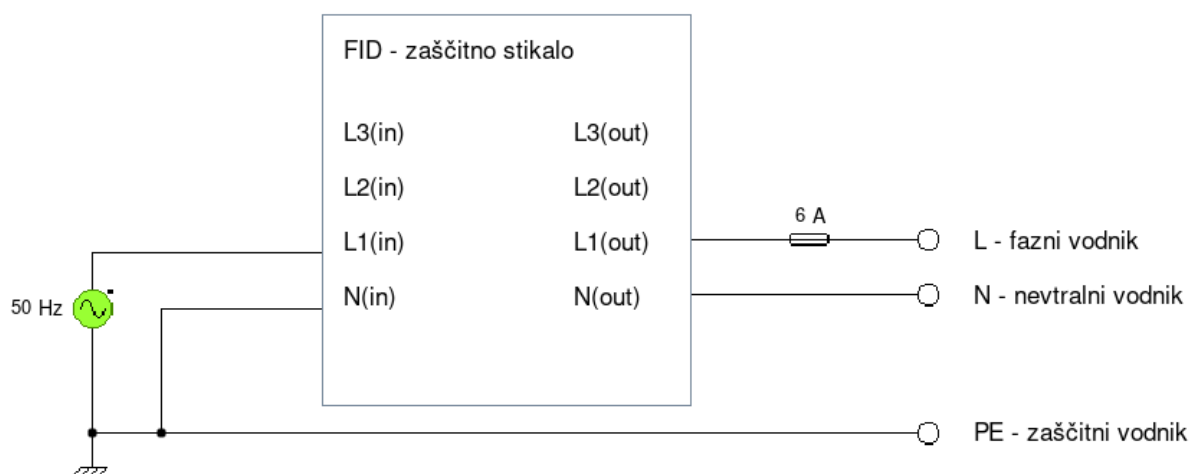 FID - zaščitno stikalo
L3(in) L3(out)
L2(in) L2(out)
6 A
L1(in) L1(out) L - fazni vodnik
N(in) N(out) N - nevtralni vodnik
50 Hz
PE - zaščitni vodnik